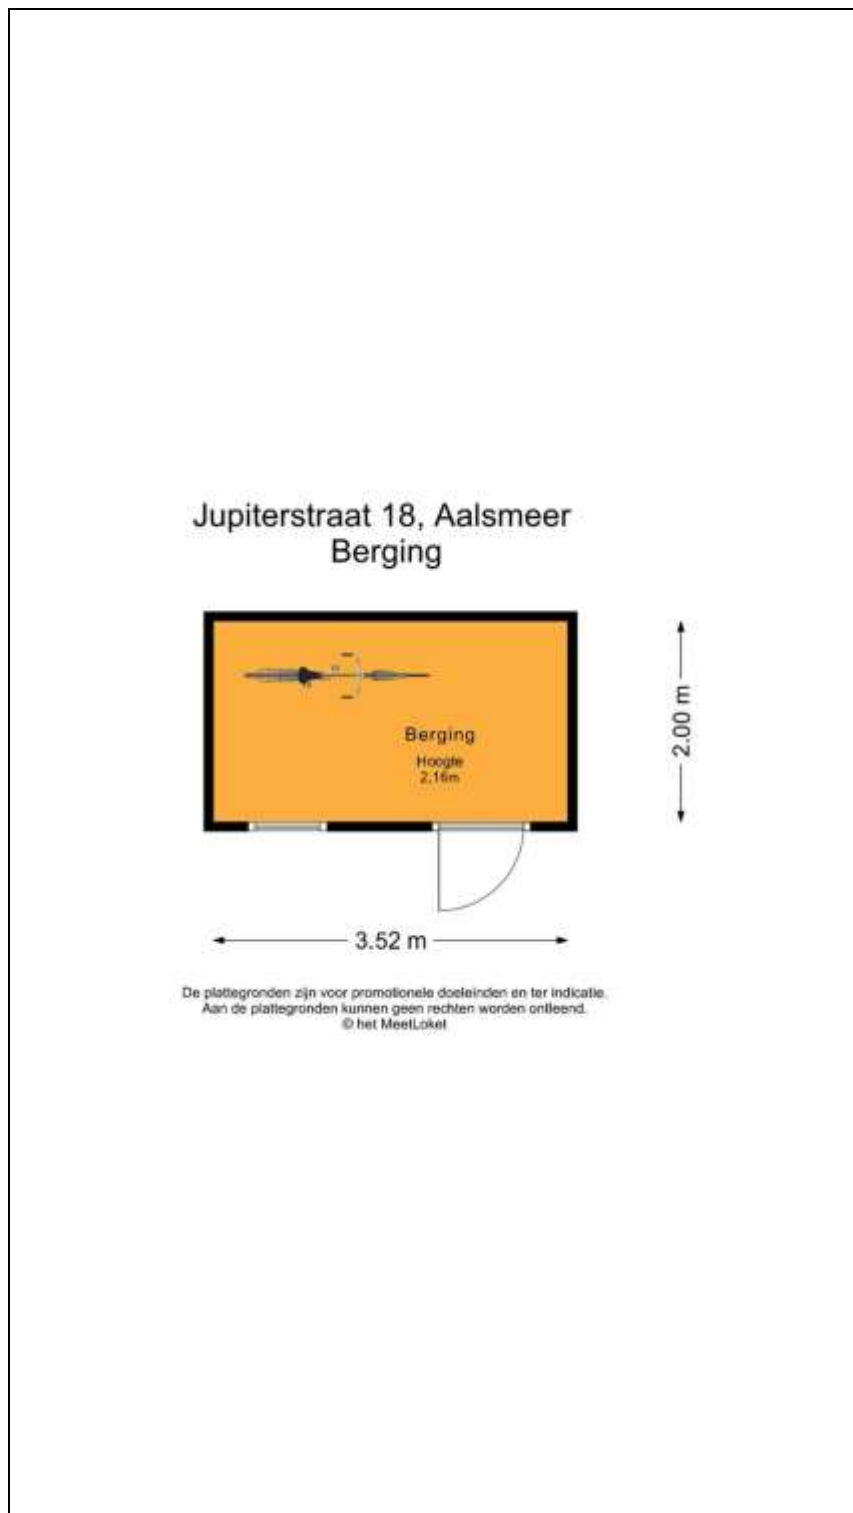 Jupiterstraat 18, Aalsmeer
Berging
Berging
Hoogte
2,16m
2.00 m
3.52 m
De plattegronden zijn voor promotionele doeleinden en ter indicatie.
Aan de plattegronden kunnen geen rechten worden ontleend.
© het MeetLoket